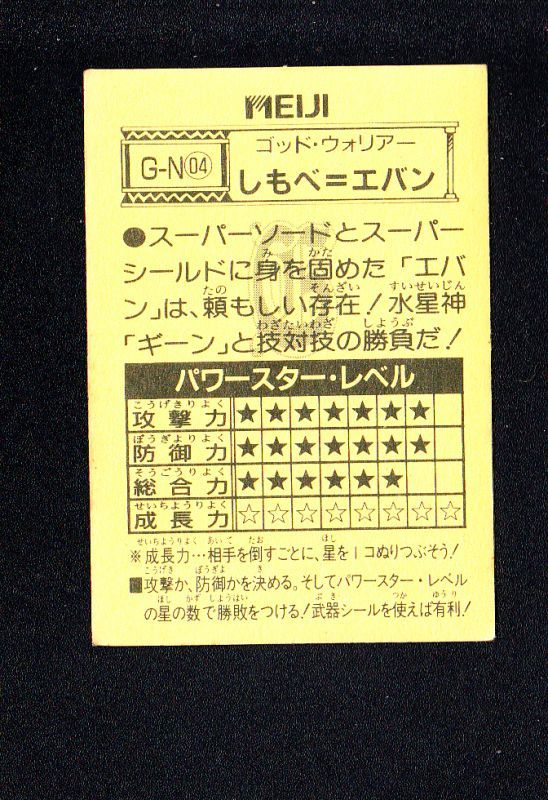 MEIJI
G-N04
ゴッド・ウォリアー
しもべ=エバン
●スーパーソードとスーパー
シールドに身を固めた「エバ
ン」は、頼もしい存在!水星神
「ギーン」と技対技の勝負だ!
パワースター・レベル
攻撃力 ★★★★★★★
防御力 ★★★★★★★
総合力 ★★★★★★
成長力 ☆☆☆☆☆☆☆☆
※成長力…相手を倒すごとに、星を1コぬりつぶそう!
■攻撃か、防御かを決める。そしてパワースター・レベル
の星の数で勝敗をつける!武器シールを使えば有利!